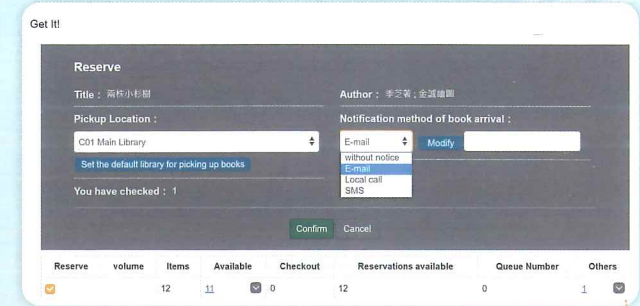 Get It!
Reserve
Title : 兩株小杉樹
Author : 季芝著 ; 金誠繪圖
Pickup Location :
Notification method of book arrival :
C01 Main Library
E-mail
Modify
without notice
E-mail
Local call
SMS
Set the default library for picking up books
You have checked : 1
Confirm
Cancel
Reserve volume Items Available Checkout Reservations available Queue Number Others
12 11 0 12 0 1